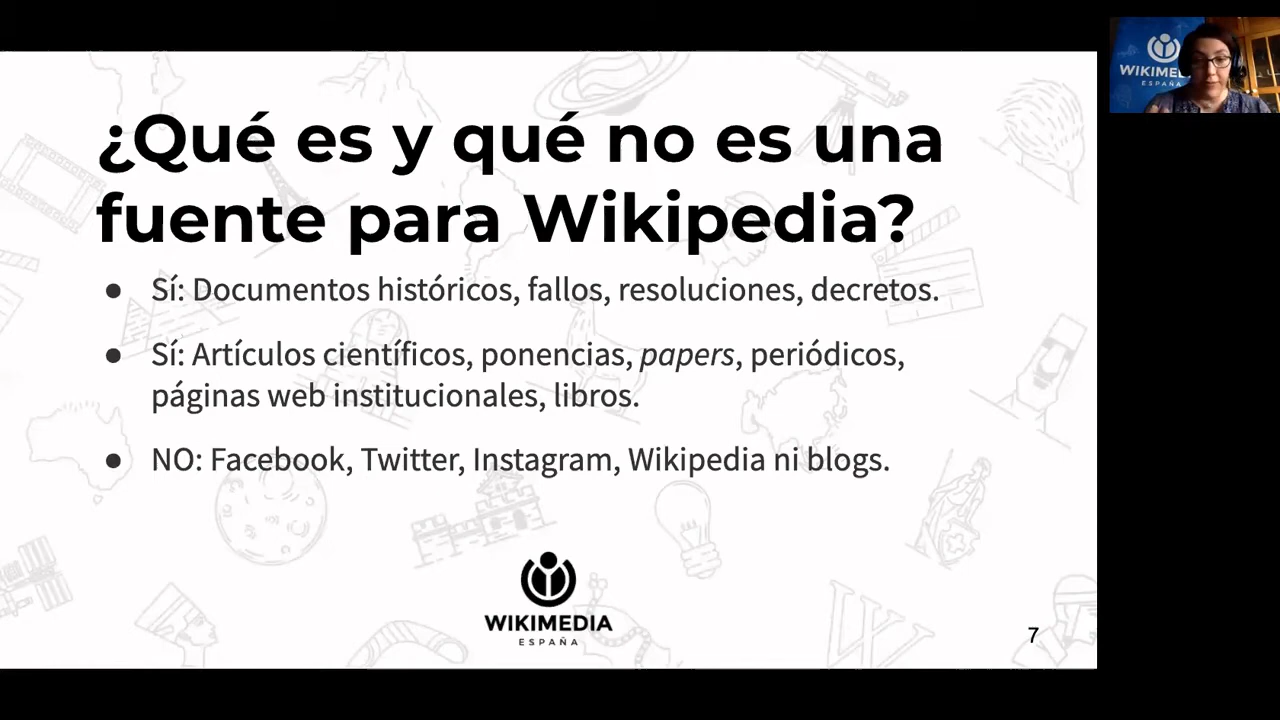 ¿Qué es y qué no es una
fuente para Wikipedia?
● Sí: Documentos históricos, fallos, resoluciones, decretos.
● Sí: Artículos científicos, ponencias, papers, periódicos,
páginas web institucionales, libros.
● NO: Facebook, Twitter, Instagram, Wikipedia ni blogs.
WIKIMEDIA
ESPAÑA
7
WIKIME
ESPAÑA